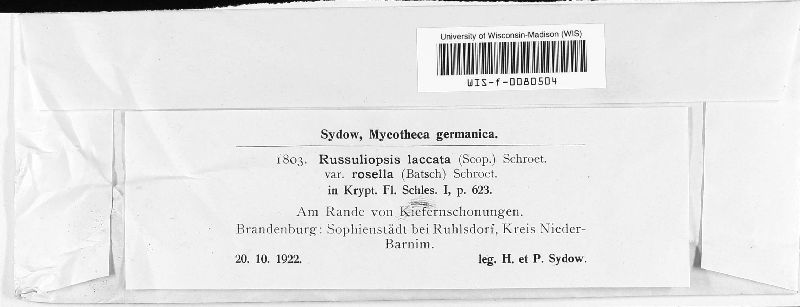 University of Wisconsin-Madison (WIS)
WIS-f-0080504
Sydow, Mycotheca germanica.
1803. Russuliopsis laccata (Scop.) Schroet.
var. rosella (Batsch) Schroet.
in Krypt. Fl. Schles. I, p. 623.
Am Rande von Kiefernschonungen.
Brandenburg: Sophienstädt bei Ruhlsdorf, Kreis Nieder-
Barnim.
20. 10. 1922. leg. H. et P. Sydow.